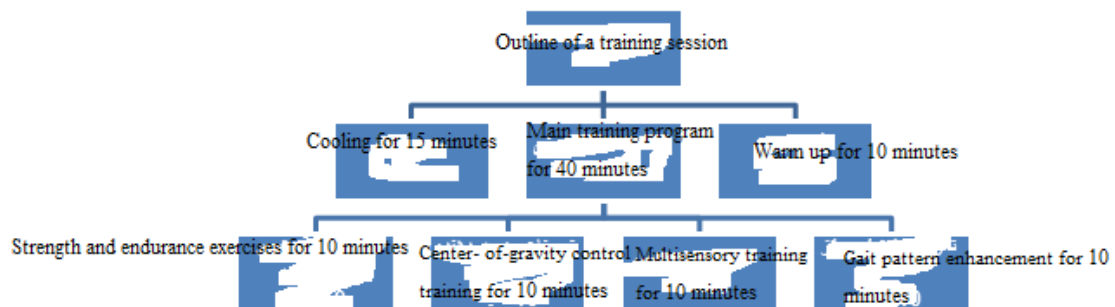 Outline of a training session
Cooling for 15 minutes
Main training program
for 40 minutes
Warm up for 10 minutes
Strength and endurance exercises for 10 minutes
Center- of-gravity control
training for 10 minutes
Multisensory training
for 10 minutes
Gait pattern enhancement for 10
minutes